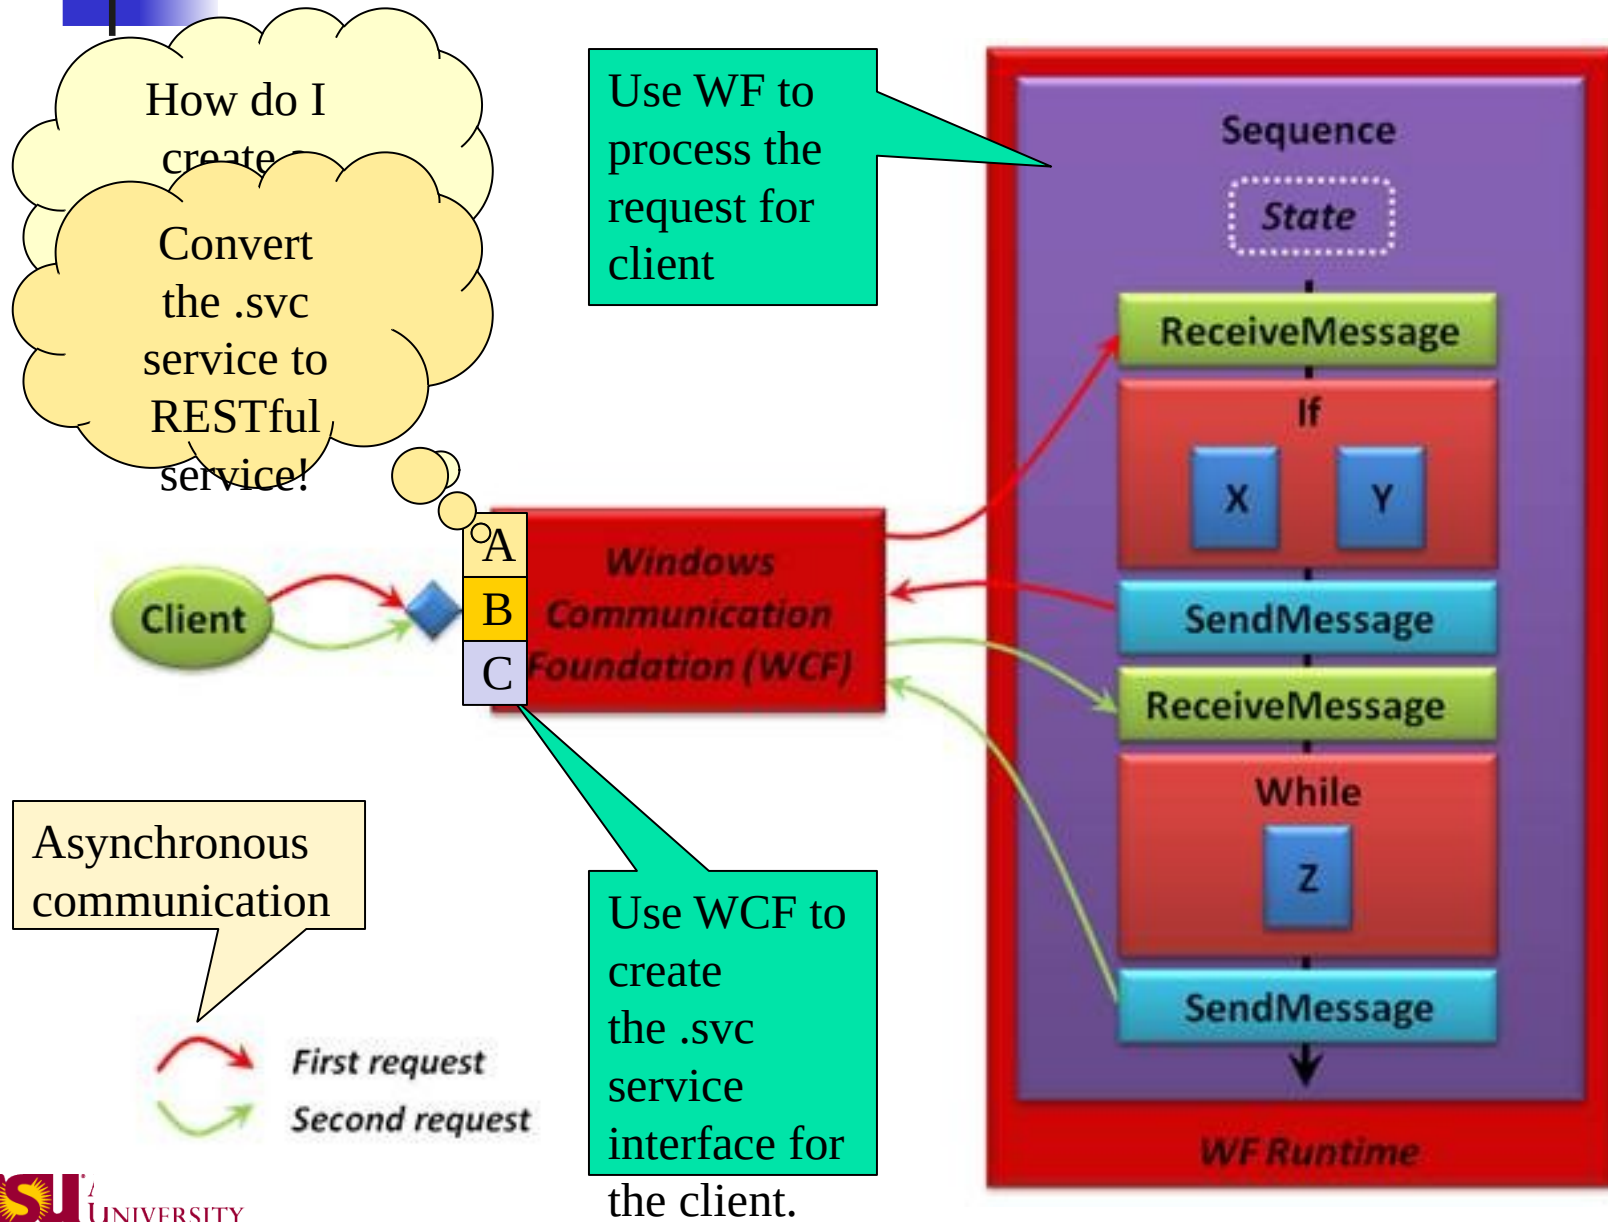 How do I
create a
Convert
the .svc
service to
RESTful
service!
Use WF to
process the
request for
client
Sequence
State
ReceiveMessage
If
X
Y
SendMessage
ReceiveMessage
While
Z
SendMessage
WF Runtime
Client
A
B
C
Windows
Communication
Foundation (WCF)
Asynchronous
communication
First request
Second request
Use WCF to
create
the .svc
service
interface for
the client.
ASU
UNIVERSITY